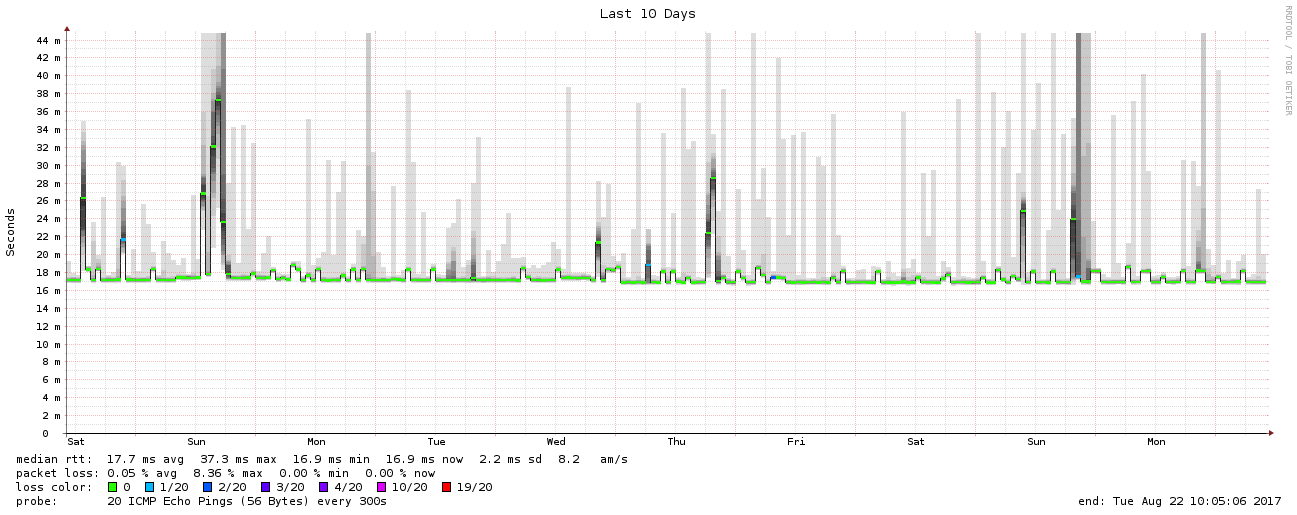 Last 10 Days
RRDTOOL / TOBI OETIKER
Seconds
44 m
42 m
40 m
38 m
36 m
34 m
32 m
30 m
28 m
26 m
24 m
22 m
20 m
18 m
16 m
14 m
12 m
10 m
8 m
6 m
4 m
2 m
0
Sat Sun Mon Tue Wed Thu Fri Sat Sun Mon
median rtt: 17.7 ms avg 37.3 ms max 16.9 ms min 16.9 ms now 2.2 ms sd 8.2 am/s
packet loss: 0.05 % avg 8.36 % max 0.00 % min 0.00 % now
loss color: 0 1/20 2/20 3/20 4/20 10/20 19/20
probe: 20 ICMP Echo Pings (56 Bytes) every 300s end: Tue Aug 22 10:05:06 2017